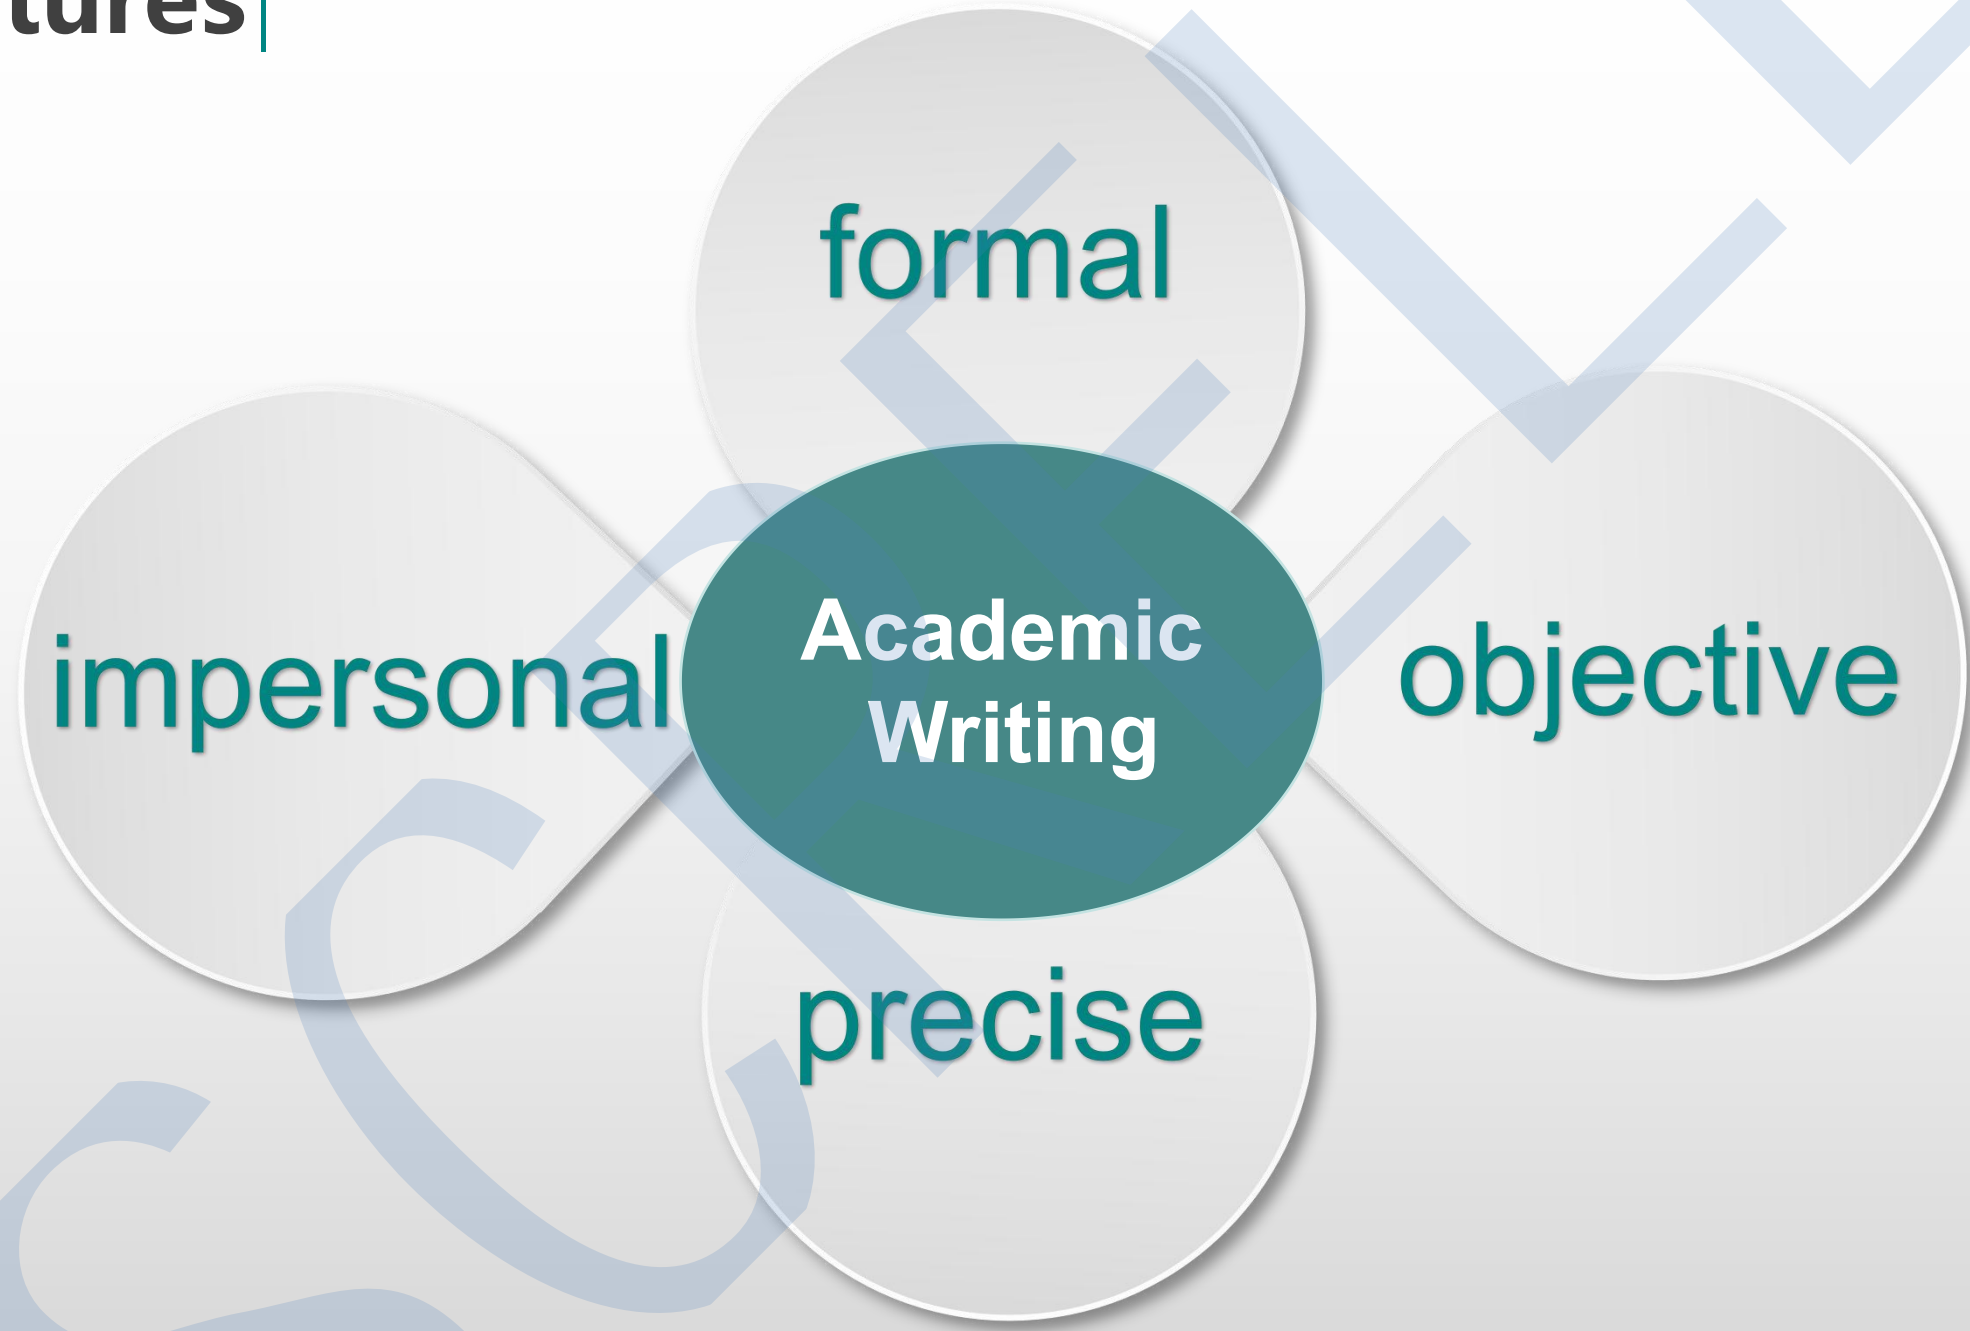 tures
formal
impersonal
Academic
Writing
objective
precise